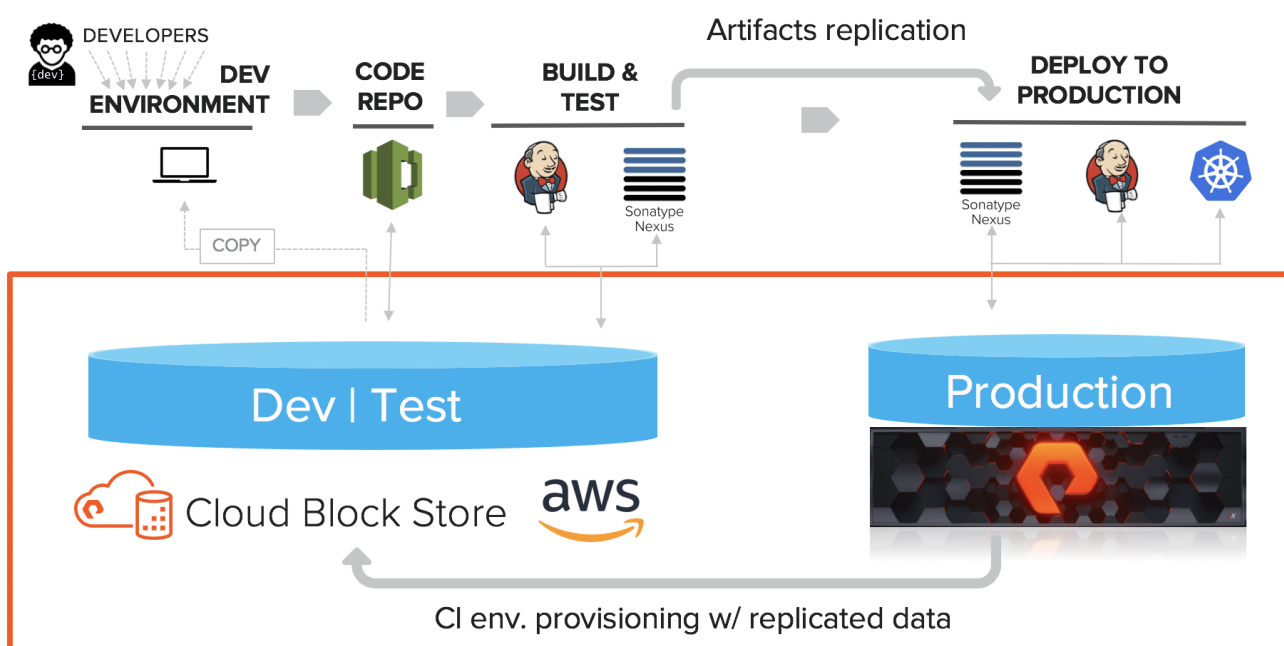 DEVELOPERS
{dev}
DEV
ENVIRONMENT
CODE
REPO
BUILD &
TEST
Artifacts replication
DEPLOY TO
PRODUCTION
Sonatype
Nexus
Sonatype
Nexus
COPY
Dev | Test
Production
Cloud Block Store
aws
CI env. provisioning w/ replicated data